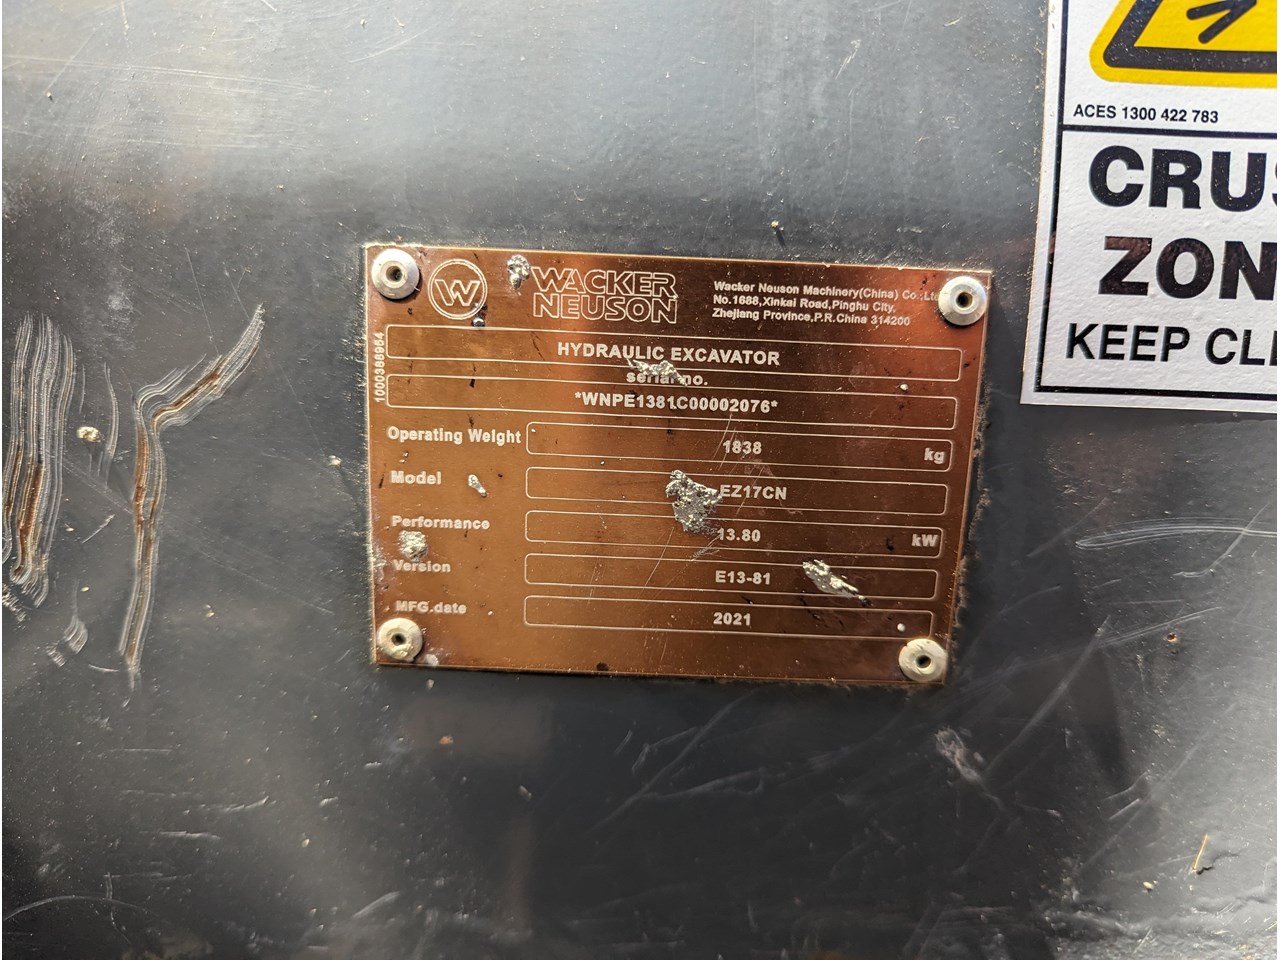 ACES 1300 422 783
CRUS
ZON
KEEP CLE
W
WACKER
NEUSON
Wacker Neuson Machinery(China) Co.,Ltd
No.1688,Xinkai Road,Pinghu City,
Zhejiang Province,P.R.China 314200
1000388954
HYDRAULIC EXCAVATOR
serial no.
*WNPE1381C00002076*
Operating Weight 1838 kg
Model EZ17CN
Performance 13.80 kW
Version E13-81
MFG.date 2021